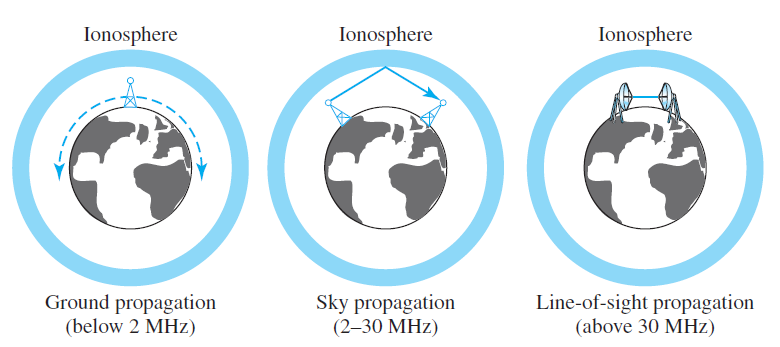 Ionosphere
Ionosphere
Ionosphere
Ground propagation
(below 2 MHz)
Sky propagation
(2–30 MHz)
Line-of-sight propagation
(above 30 MHz)